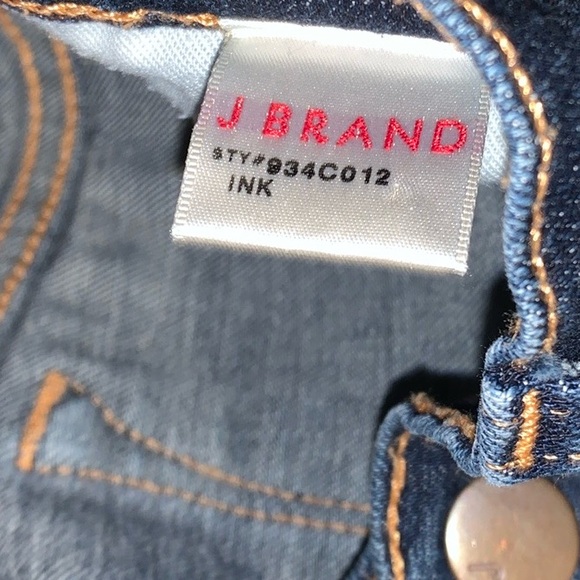 J BRAND
STY#934C012
INK